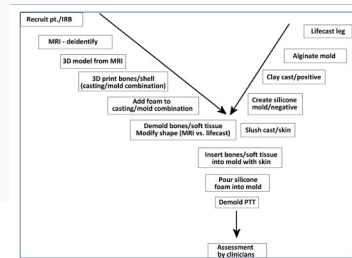 Recruit pt./IRB
Lifecast leg
MRI - deidentify
Alginate mold
3D model from MRI
Clay cast/positive
3D print bones/shell
(casting/mold combination)
Create silicone
mold/negative
Add foam to
casting/mold combination
Demold bones/soft tissue
Modify shape (MRI vs. lifecast)
Slush cast/skin
Insert bones/soft tissue
into mold with skin
Pour silicone
foam into mold
Demold PTT
Assessment
by clinicians